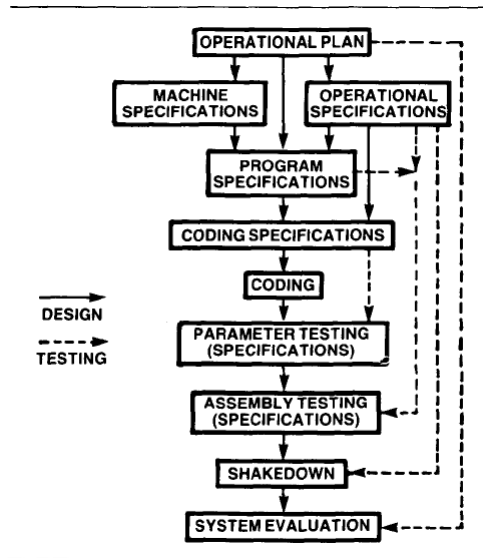 OPERATIONAL PLAN
MACHINE
SPECIFICATIONS
OPERATIONAL
SPECIFICATIONS
PROGRAM
SPECIFICATIONS
CODING SPECIFICATIONS
CODING
DESIGN
TESTING
PARAMETER TESTING
(SPECIFICATIONS)
ASSEMBLY TESTING
(SPECIFICATIONS)
SHAKEDOWN
SYSTEM EVALUATION